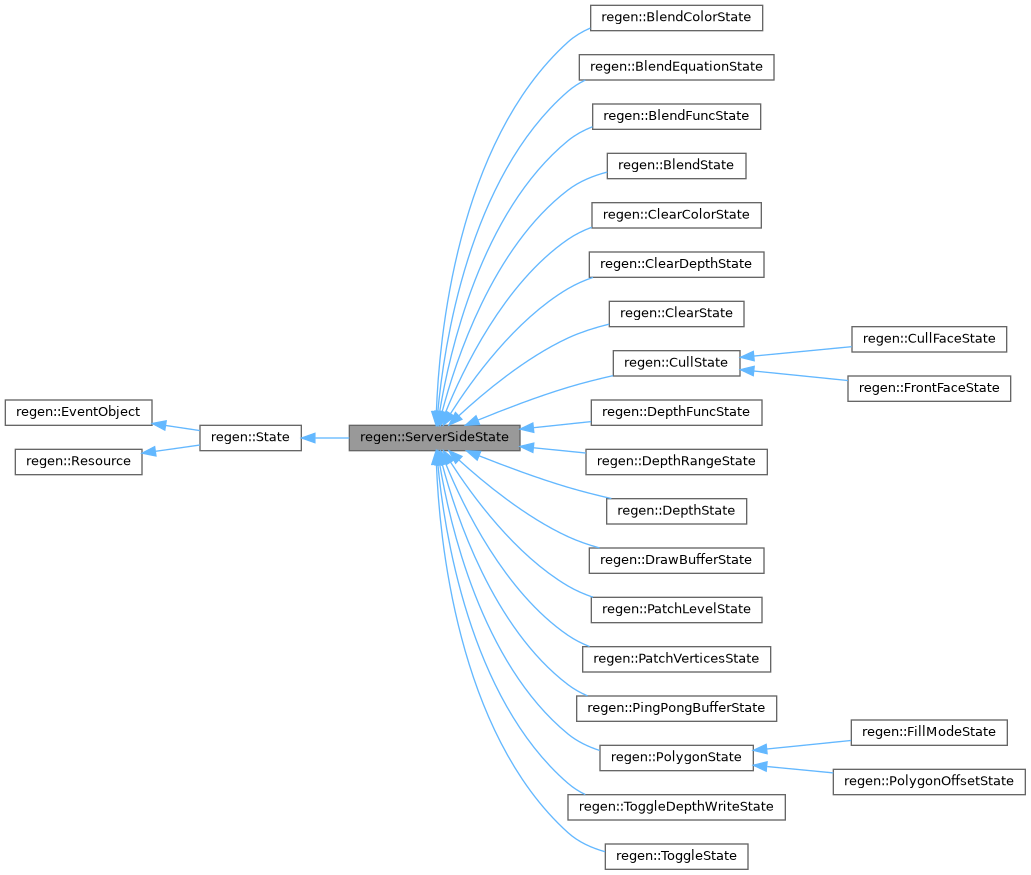 regen::BlendColorState
regen::BlendEquationState
regen::BlendFuncState
regen::BlendState
regen::ClearColorState
regen::ClearDepthState
regen::ClearState
regen::CullFaceState
regen::CullState
regen::FrontFaceState
regen::EventObject
regen::DepthFuncState
regen::State
regen::ServerSideState
regen::Resource
regen::DepthRangeState
regen::DepthState
regen::DrawBufferState
regen::PatchLevelState
regen::PatchVerticesState
regen::PingPongBufferState
regen::FillModeState
regen::PolygonState
regen::PolygonOffsetState
regen::ToggleDepthWriteState
regen::ToggleState